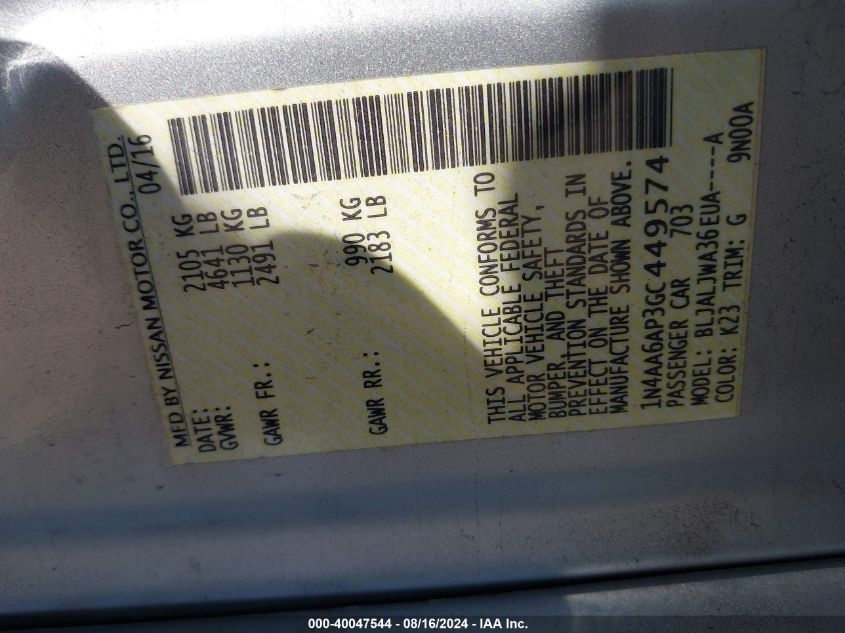 MFD BY NISSAN MOTOR CO., LTD.
DATE: 04/16
GVWR: 2105 KG
4641 LB
GAWR FR.: 1130 KG
2491 LB
GAWR RR.: 990 KG
2183 LB
THIS VEHICLE CONFORMS TO
ALL APPLICABLE FEDERAL
MOTOR VEHICLE SAFETY,
BUMPER, AND THEFT
PREVENTION STANDARDS IN
EFFECT ON THE DATE OF
MANUFACTURE SHOWN ABOVE.
1N4AA6AP3GC449574
PASSENGER CAR 703
MODEL: BLJALJWA36EUA----A
COLOR: K23 TRIM: G 9N00A
000-40047544 - 08/16/2024 - IAA Inc.